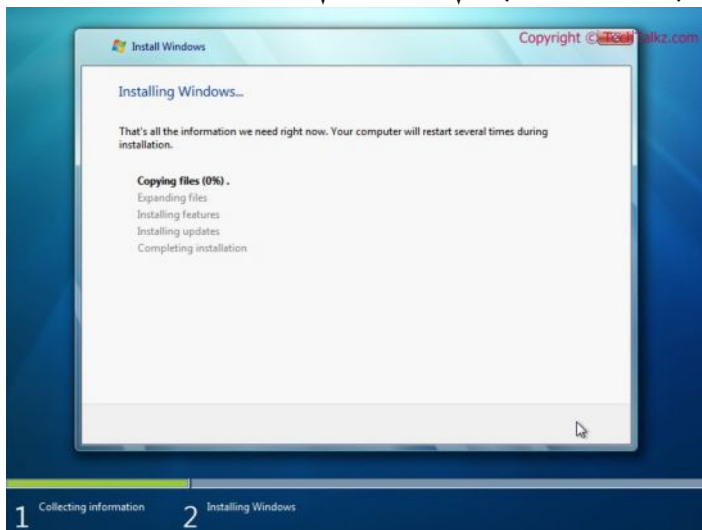 Install Windows
Copyright © TechTalkz.com
Installing Windows...
That's all the information we need right now. Your computer will restart several times during
installation.
Copying files (0%) .
Expanding files
Installing features
Installing updates
Completing installation
1 Collecting information
2 Installing Windows